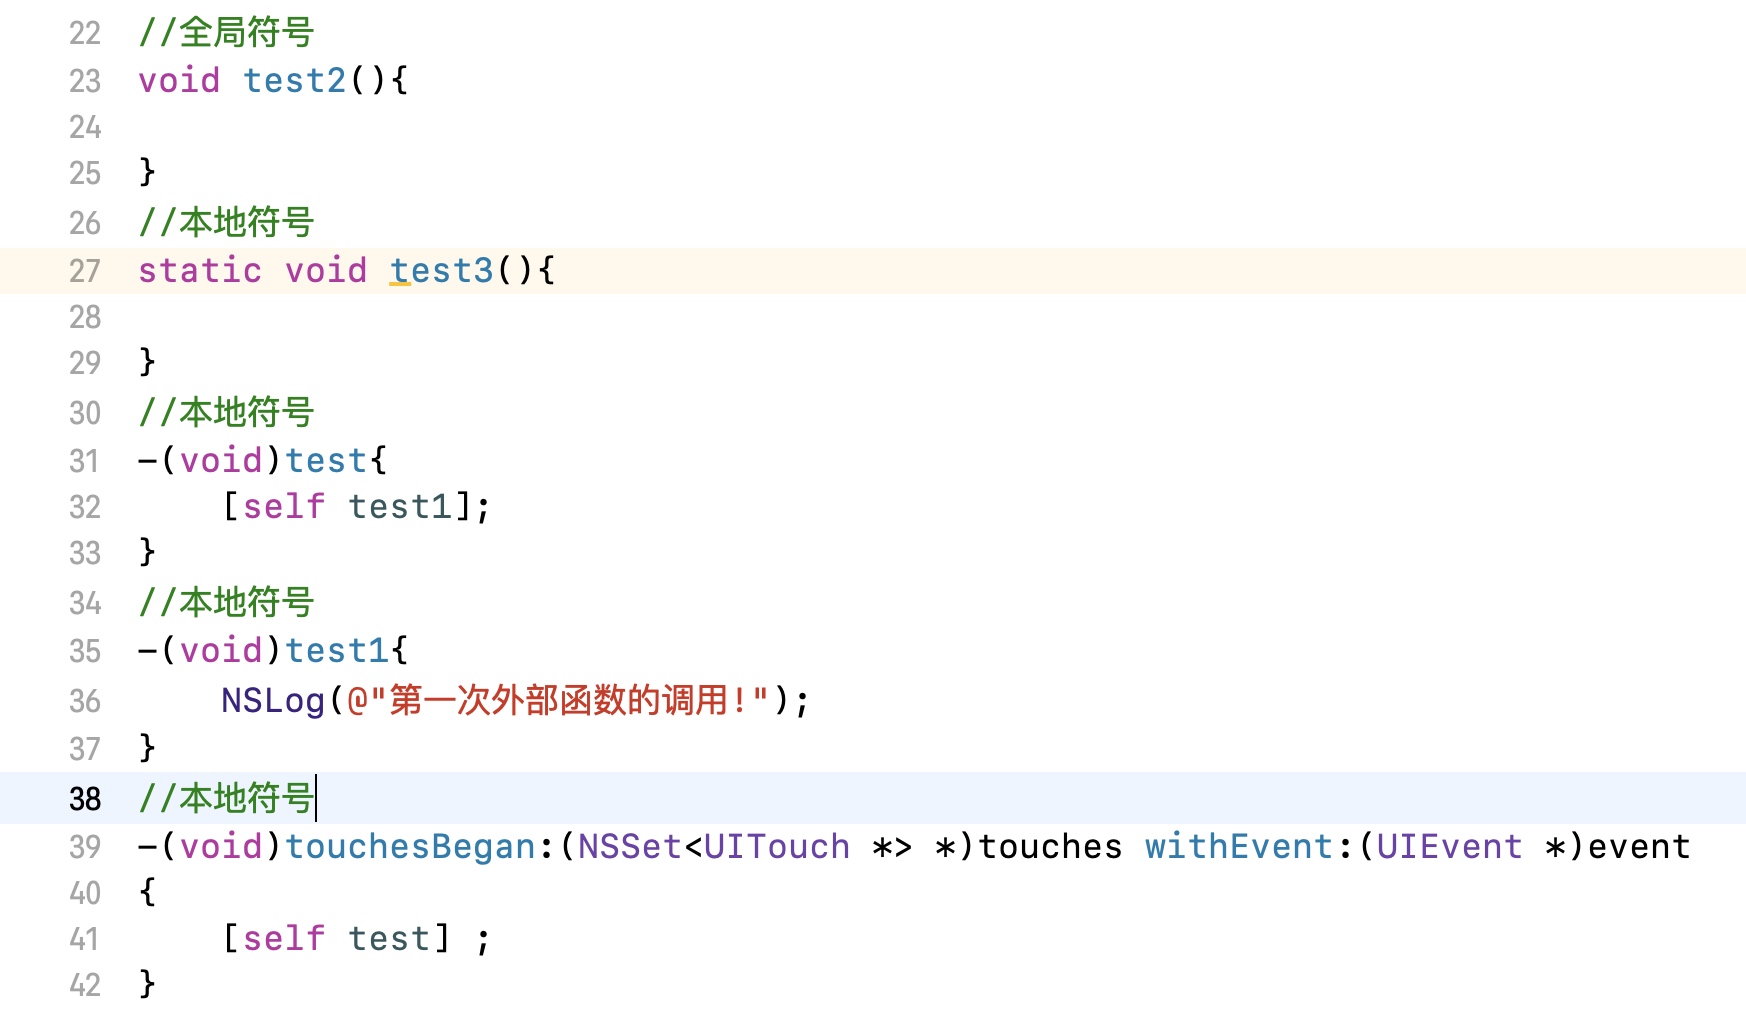 22 //全局符号
23 void test2(){
24
25 }
26 //本地符号
27 static void test3(){
28
29 }
30 //本地符号
31 -(void)test{
32     [self test1];
33 }
34 //本地符号
35 -(void)test1{
36     NSLog(@"第一次外部函数的调用!");
37 }
38 //本地符号
39 -(void)touchesBegan:(NSSet<UITouch *> *)touches withEvent:(UIEvent *)event
40 {
41     [self test] ;
42 }